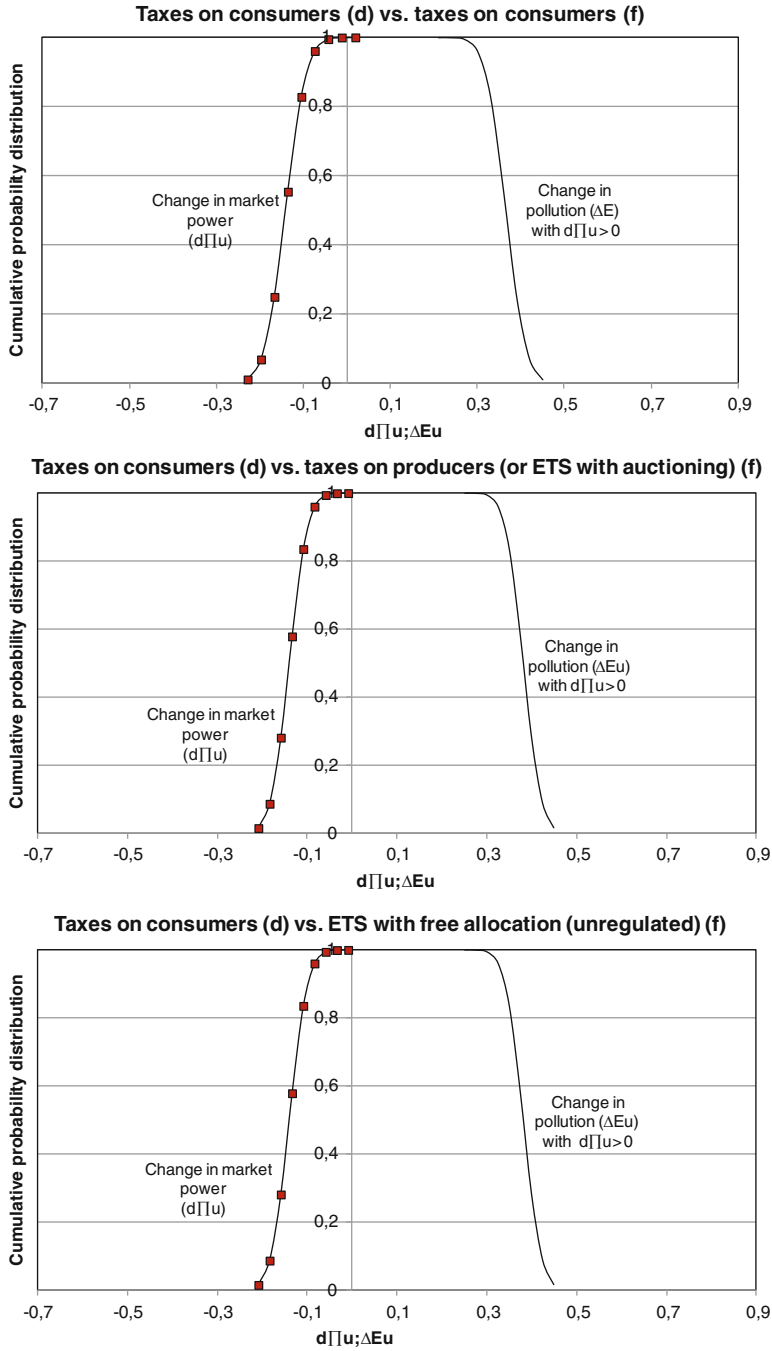 Taxes on consumers (d) vs. taxes on consumers (f)
Cumulative probability distribution
1
0,8
0,6
0,4
0,2
0
Change in market
power
(d∏u)
Change in
pollution (ΔE)
with d∏u>0
-0,7 -0,5 -0,3 -0,1 0,1 0,3 0,5 0,7 0,9
d∏u;ΔEu
Taxes on consumers (d) vs. taxes on producers (or ETS with auctioning) (f)
Cumulative probability distribution
1
0,8
0,6
0,4
0,2
0
Change in
pollution (ΔEu)
with d∏u>0
Change in market
power
(d∏u)
-0,7 -0,5 -0,3 -0,1 0,1 0,3 0,5 0,7 0,9
d∏u;ΔEu
Taxes on consumers (d) vs. ETS with free allocation (unregulated) (f)
Cumulative probability distribution
1
0,8
0,6
0,4
0,2
0
Change in
pollution (ΔEu)
with d∏u>0
Change in market
power
(d∏u)
-0,7 -0,5 -0,3 -0,1 0,1 0,3 0,5 0,7 0,9
d∏u;ΔEu